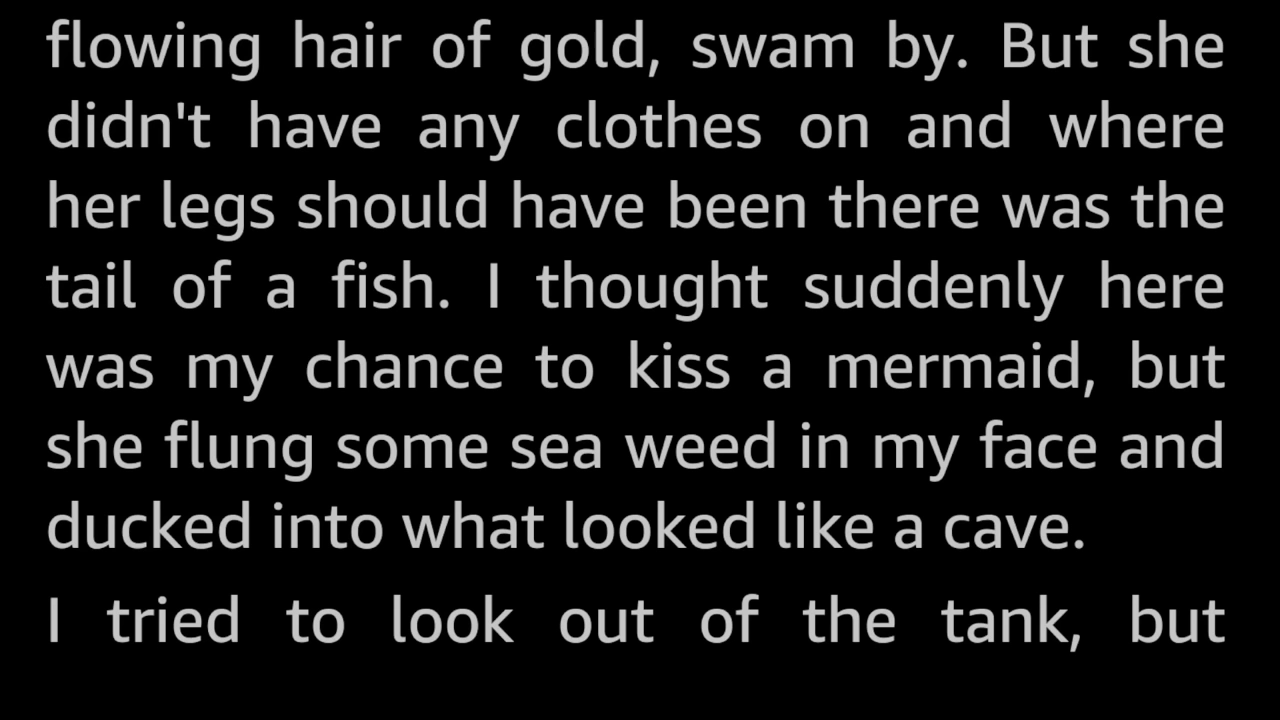 flowing hair of gold, swam by. But she
didn't have any clothes on and where
her legs should have been there was the
tail of a fish. I thought suddenly here
was my chance to kiss a mermaid, but
she flung some sea weed in my face and
ducked into what looked like a cave.
I tried to look out of the tank, but